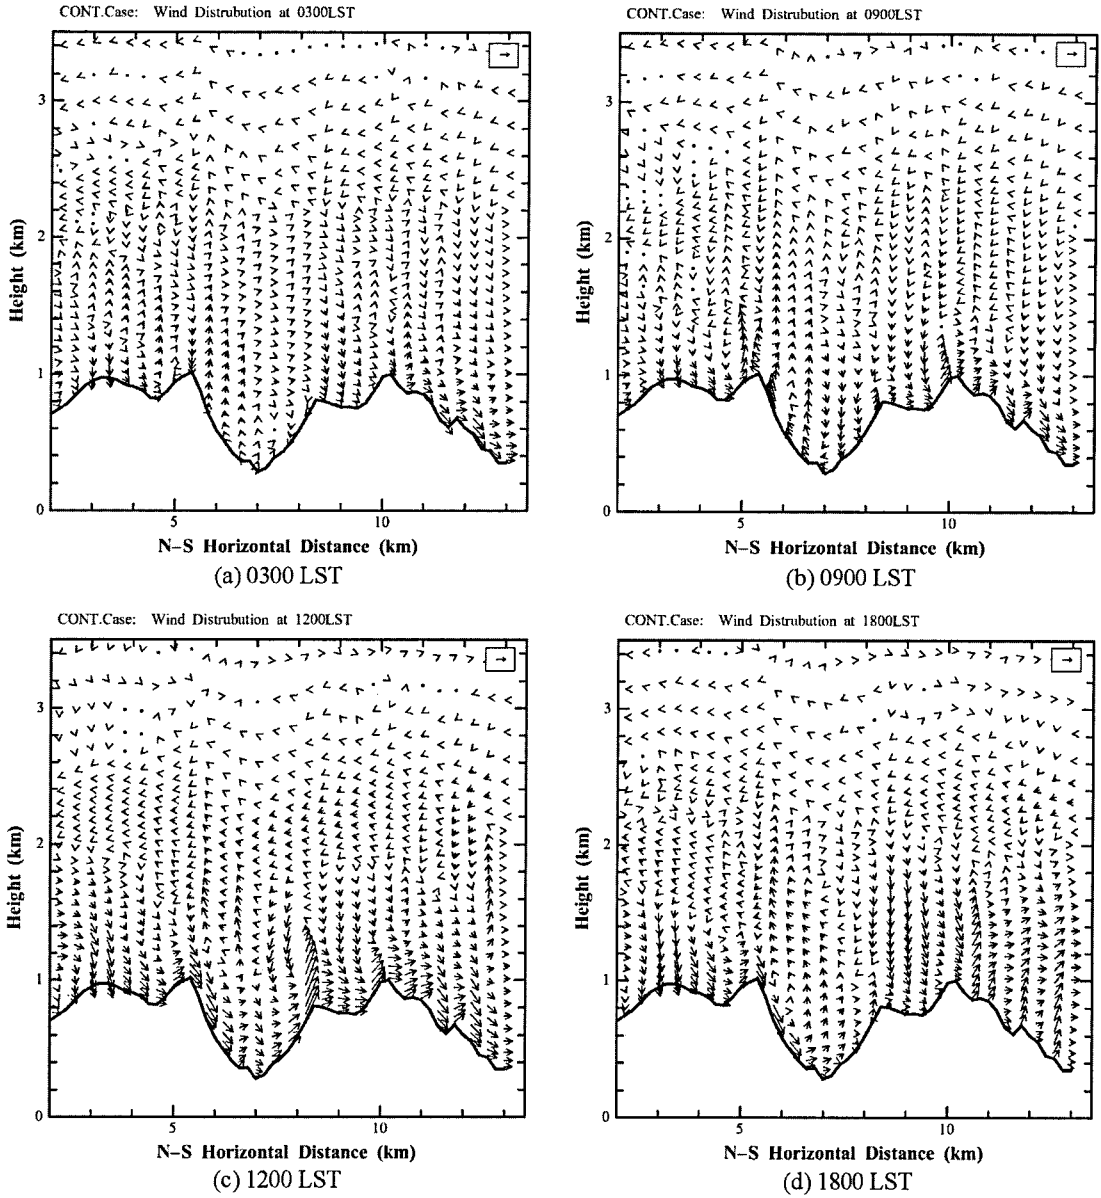 CONT.Case: Wind Distrubution at 0300LST
3
2
1
0
Height (km)
5
10
N-S Horizontal Distance (km)
(a) 0300 LST
CONT.Case: Wind Distrubution at 0900LST
3
2
1
0
Height (km)
5
10
N-S Horizontal Distance (km)
(b) 0900 LST
CONT.Case: Wind Distrubution at 1200LST
3
2
1
0
Height (km)
5
10
N-S Horizontal Distance (km)
(c) 1200 LST
CONT.Case: Wind Distrubution at 1800LST
3
2
1
0
Height (km)
5
10
N-S Horizontal Distance (km)
(d) 1800 LST